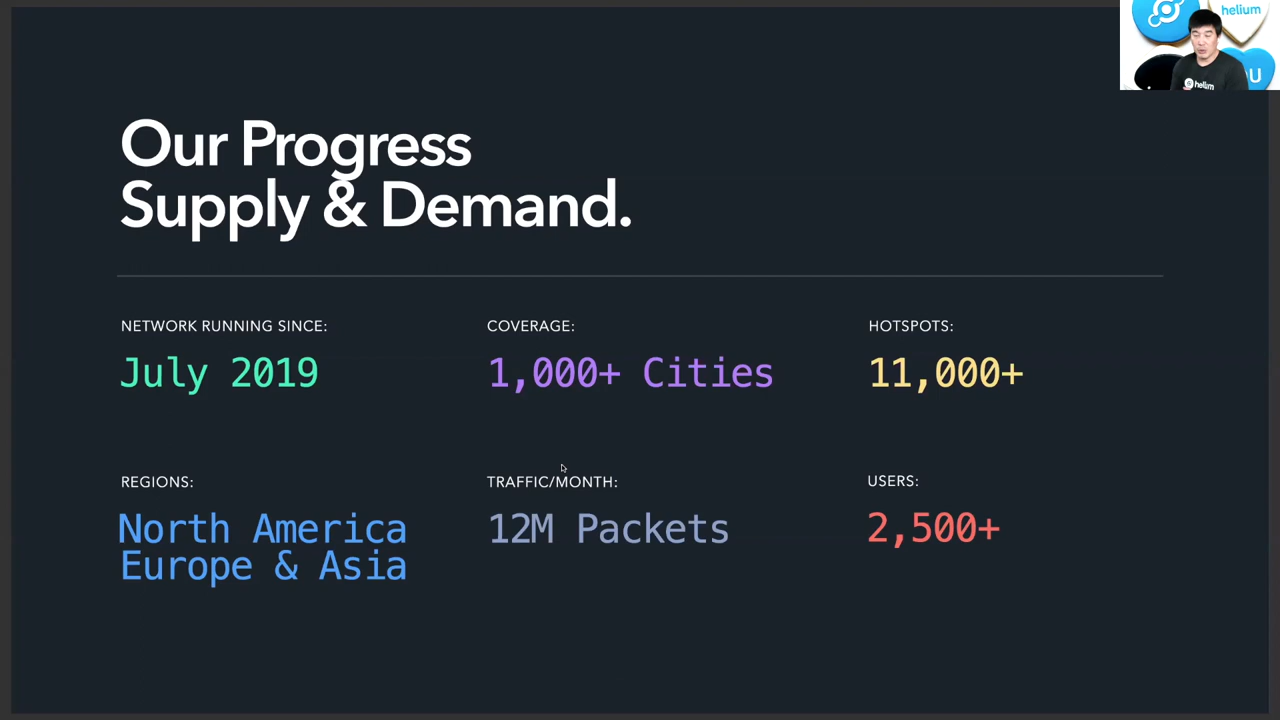 helium
U
helium
Our Progress
Supply & Demand.
NETWORK RUNNING SINCE:
COVERAGE:
HOTSPOTS:
July 2019
1,000+ Cities
11,000+
REGIONS:
TRAFFIC/MONTH:
USERS:
North America
Europe & Asia
12M Packets
2,500+